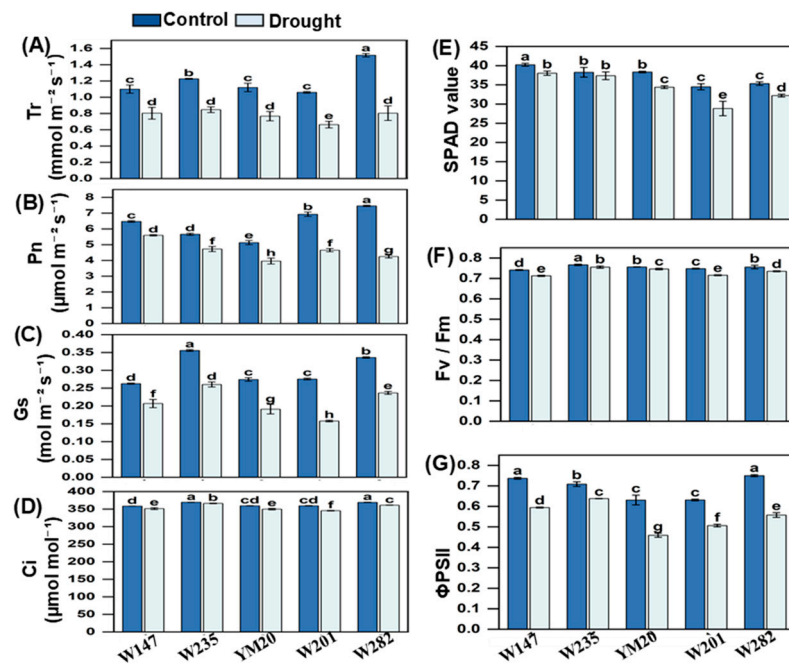 Control Drought
(A)
Tr
(mmol m⁻² s⁻¹)
1.6
1.4
1.2
1.0
0.8
0.6
0.4
0.2
0.0
c d b d c d c e a d
(B)
Pn
(µmol m⁻² s⁻¹)
8
7
6
5
4
3
2
1
0
c d d f e h b f a g
(C)
Gs
(mol m⁻² s⁻¹)
0.40
0.35
0.30
0.25
0.20
0.15
0.10
0.05
0.00
d f a d c g c h b e
(D)
Ci
(µmol mol⁻¹)
400
350
300
250
200
150
100
50
0
d e a b cd e cd f a c
W147 W235 YM20 W201 W282
(E)
SPAD value
45
40
35
30
25
20
15
10
5
0
a b b b b c c e c d
(F)
Fv / Fm
0.8
0.7
0.6
0.5
0.4
0.3
0.2
0.1
0.0
d e a b b c b e b d
(G)
ΦPSII
0.8
0.7
0.6
0.5
0.4
0.3
0.2
0.1
0.0
a d b c c g c f a e
W147 W235 YM20 W201 W282